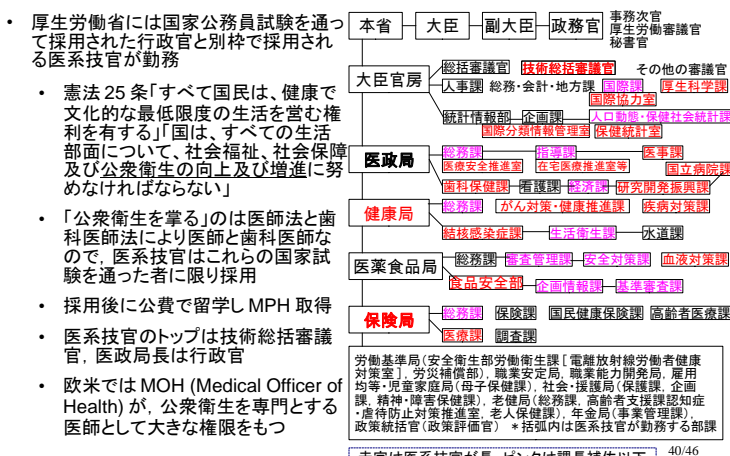 • 厚生労働省には国家公務員試験を通っ
て採用された行政官と別枠で採用され
る医系技官が勤務
• 憲法 25 条「すべて国民は、健康で
文化的な最低限度の生活を営む権
利を有する」「国は、すべての生活
部面について、社会福祉、社会保障
及び公衆衛生の向上及び増進に努
めなければならない」
• 「公衆衛生を掌る」のは医師法と歯
科医師法により医師と歯科医師な
ので，医系技官はこれらの国家試
験を通った者に限り採用
• 採用後に公費で留学し MPH 取得
• 医系技官のトップは技術総括審議
官，医政局長は行政官
• 欧米では MOH (Medical Officer of
Health) が，公衆衛生を専門とする
医師として大きな権限をもつ
本省 大臣 副大臣 政務官
事務次官
厚生労働審議官
秘書官
大臣官房
総括審議官 技術総括審議官 その他の審議官
人事課 総務・会計・地方課 国際課 厚生科学課
国際協力室
統計情報部 企画課 人口動態・保健社会統計課
国際分類情報管理室 保健統計室
医政局
総務課 指導課 医事課
医療安全推進室 在宅医療推進室等 国立病院課
歯科保健課 看護課 経済課 研究開発振興課
健康局
総務課 がん対策・健康推進課 疾病対策課
結核感染症課 生活衛生課 水道課
医薬食品局
総務課 審査管理課 安全対策課 血液対策課
食品安全部 企画情報課 基準審査課
保険局
総務課 保険課 国民健康保険課 高齢者医療課
医療課 調査課
労働基準局(安全衛生部労働衛生課［電離放射線労働者健康
対策室］，労災補償部)，職業安定局，職業能力開発局，雇用
均等・児童家庭局(母子保健課)，社会・援護局(保護課，企画
課，精神・障害保健課)，老健局(総務課，高齢者支援課認知症
・虐待防止対策推進室，老人保健課)，年金局(事業管理課)，
政策統括官(政策評価官) ＊括弧内は医系技官が勤務する部課
赤字は医系技官が長，ピンクは課長補佐以下
40/46